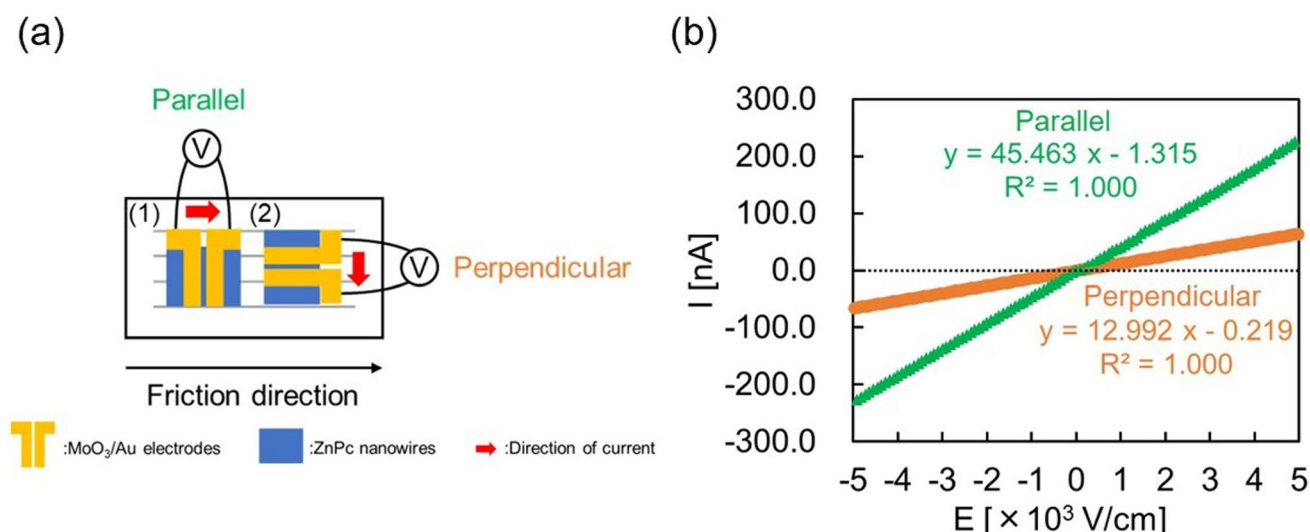 (a)
Parallel
V
(1)
(2)
V
Perpendicular
Friction direction
:MoO₃/Au electrodes
:ZnPc nanowires
:Direction of current
(b)
300.0
200.0
100.0
0.0
-100.0
-200.0
-300.0
I [nA]
Parallel
y = 45.463 x - 1.315
R² = 1.000
Perpendicular
y = 12.992 x - 0.219
R² = 1.000
-5 -4 -3 -2 -1 0 1 2 3 4 5
E [ × 10³ V/cm]